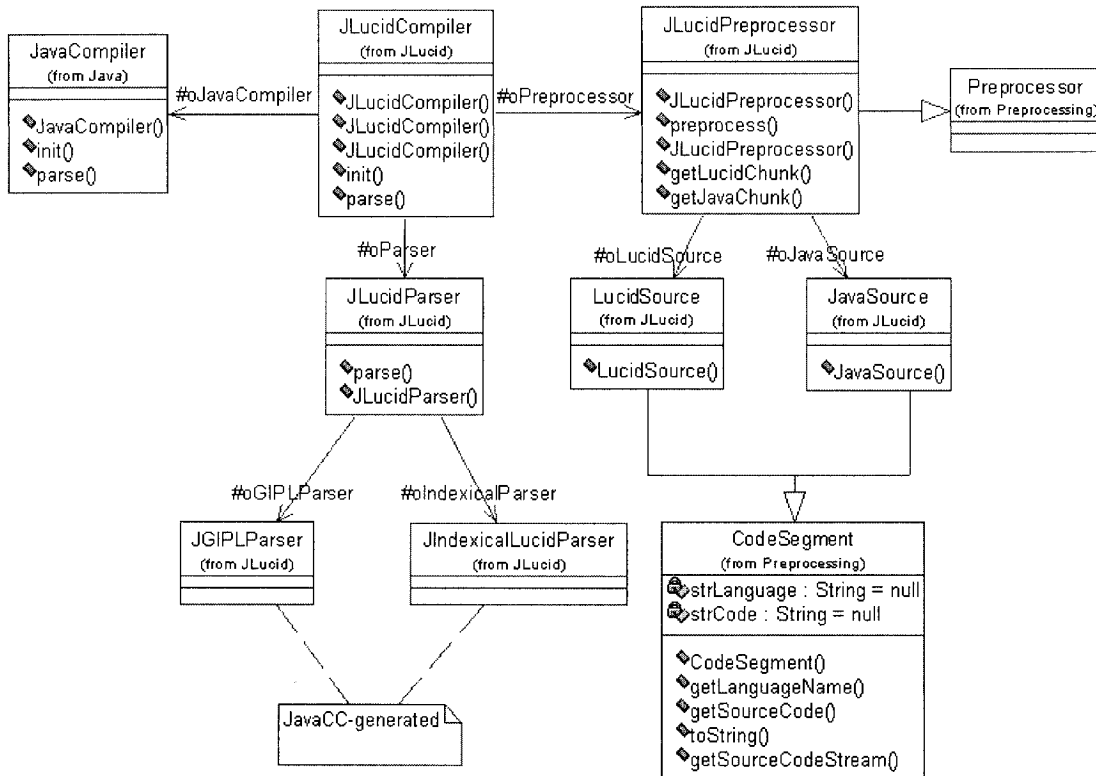 JavaCompiler
(from Java)
JavaCompiler()
init()
parse()
#oJavaCompiler
JLucidCompiler
(from JLucid)
JLucidCompiler()
JLucidCompiler()
JLucidCompiler()
init()
parse()
#oPreprocessor
JLucidPreprocessor
(from JLucid)
JLucidPreprocessor()
preprocess()
JLucidPreprocessor()
getLucidChunk()
getJavaChunk()
Preprocessor
(from Preprocessing)
#oParser
#oLucidSource
#oJavaSource
JLucidParser
(from JLucid)
parse()
JLucidParser()
LucidSource
(from JLucid)
LucidSource()
JavaSource
(from JLucid)
JavaSource()
#oGIPLParser
#oIndexicalParser
JGIPLParser
(from JLucid)
JIndexicalLucidParser
(from JLucid)
JavaCC-generated
CodeSegment
(from Preprocessing)
strLanguage : String = null
strCode : String = null
CodeSegment()
getLanguageName()
getSourceCode()
toString()
getSourceCodeStream()